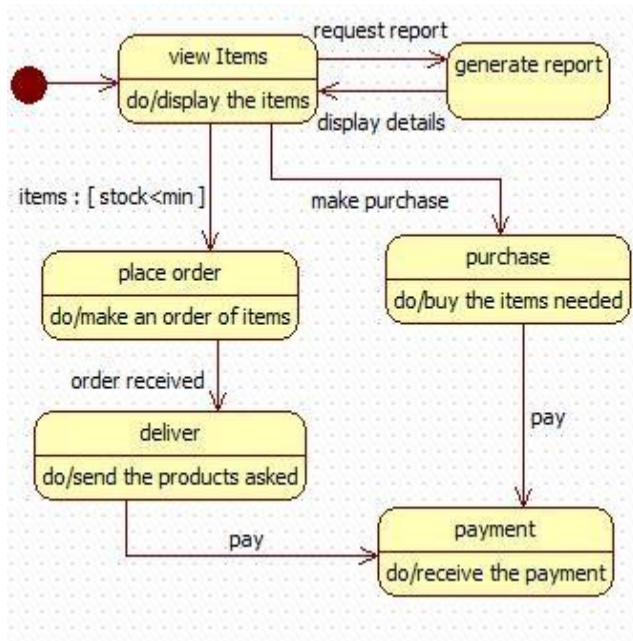 request report
view Items
generate report
do/display the items
display details
items : [ stock<min ]
make purchase
place order
purchase
do/make an order of items
do/buy the items needed
order received
deliver
pay
do/send the products asked
payment
pay
do/receive the payment